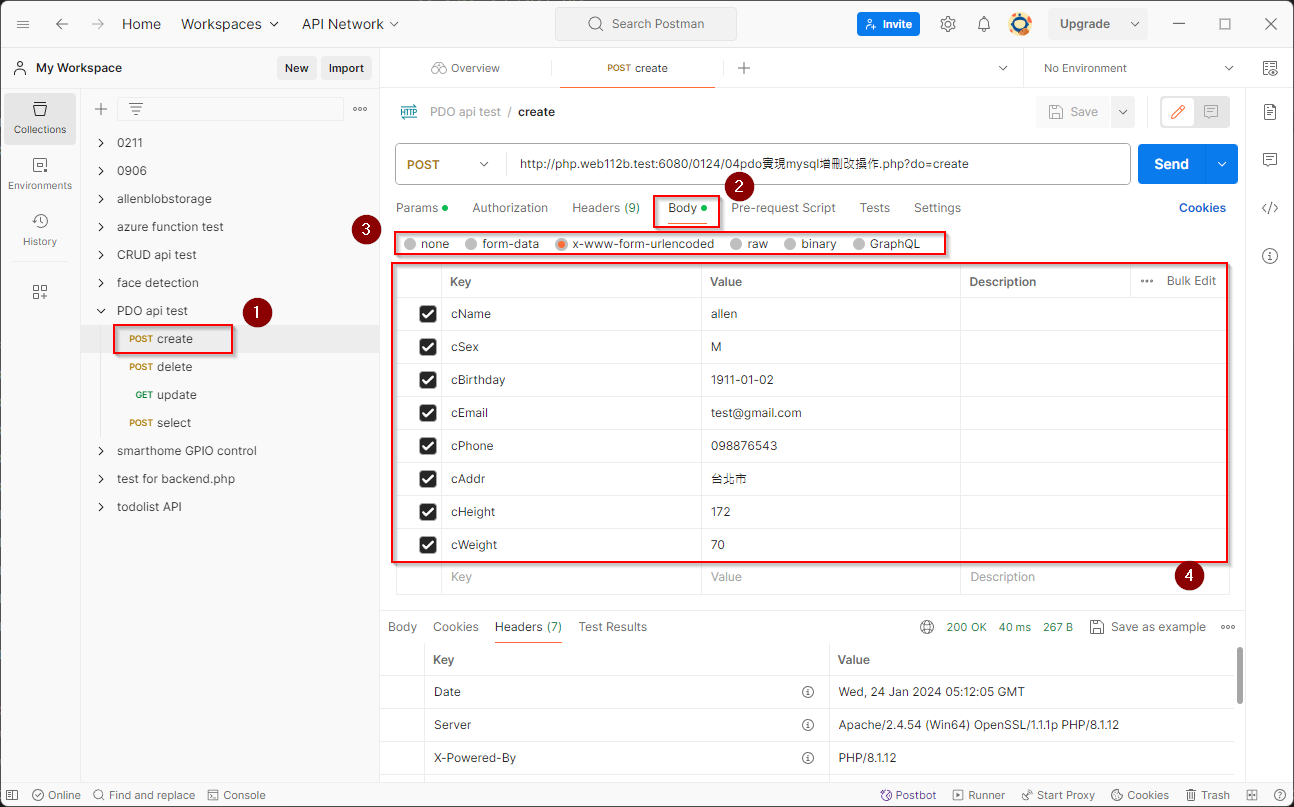 Home Workspaces API Network Search Postman Invite Upgrade
My Workspace New Import Overview POST create No Environment
Collections
Environments
History
0211
0906
allenblobstorage
azure function test
CRUD api test
face detection
PDO api test
POST create
POST delete
GET update
POST select
smarthome GPIO control
test for backend.php
todolist API
1
HTTP PDO api test / create Save
POST http://php.web112b.test:6080/0124/04pdo實現mysql增刪改操作.php?do=create Send
2
Params Authorization Headers (9) Body Pre-request Script Tests Settings Cookies
3
none form-data x-www-form-urlencoded raw binary GraphQL
Key Value Description Bulk Edit
cName allen
cSex M
cBirthday 1911-01-02
cEmail test@gmail.com
cPhone 098876543
cAddr 台北市
cHeight 172
cWeight 70
Key Value Description
4
Body Cookies Headers (7) Test Results 200 OK 40 ms 267 B Save as example
Key Value
Date Wed, 24 Jan 2024 05:12:05 GMT
Server Apache/2.4.54 (Win64) OpenSSL/1.1.1p PHP/8.1.12
X-Powered-By PHP/8.1.12
Online Find and replace Console Postbot Runner Start Proxy Cookies Trash